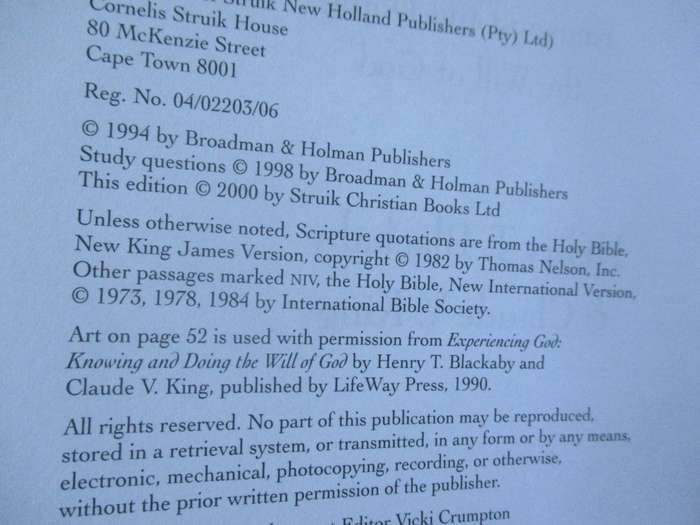 Struik New Holland Publishers (Pty) Ltd)
Cornelis Struik House
80 McKenzie Street
Cape Town 8001
Reg. No. 04/02203/06
© 1994 by Broadman & Holman Publishers
Study questions © 1998 by Broadman & Holman Publishers
This edition © 2000 by Struik Christian Books Ltd
Unless otherwise noted, Scripture quotations are from the Holy Bible,
New King James Version, copyright © 1982 by Thomas Nelson, Inc.
Other passages marked NIV, the Holy Bible, New International Version,
© 1973, 1978, 1984 by International Bible Society.
Art on page 52 is used with permission from Experiencing God:
Knowing and Doing the Will of God by Henry T. Blackaby and
Claude V. King, published by LifeWay Press, 1990.
All rights reserved. No part of this publication may be reproduced,
stored in a retrieval system, or transmitted, in any form or by any means,
electronic, mechanical, photocopying, recording, or otherwise,
without the prior written permission of the publisher.
Editor Vicki Crumpton